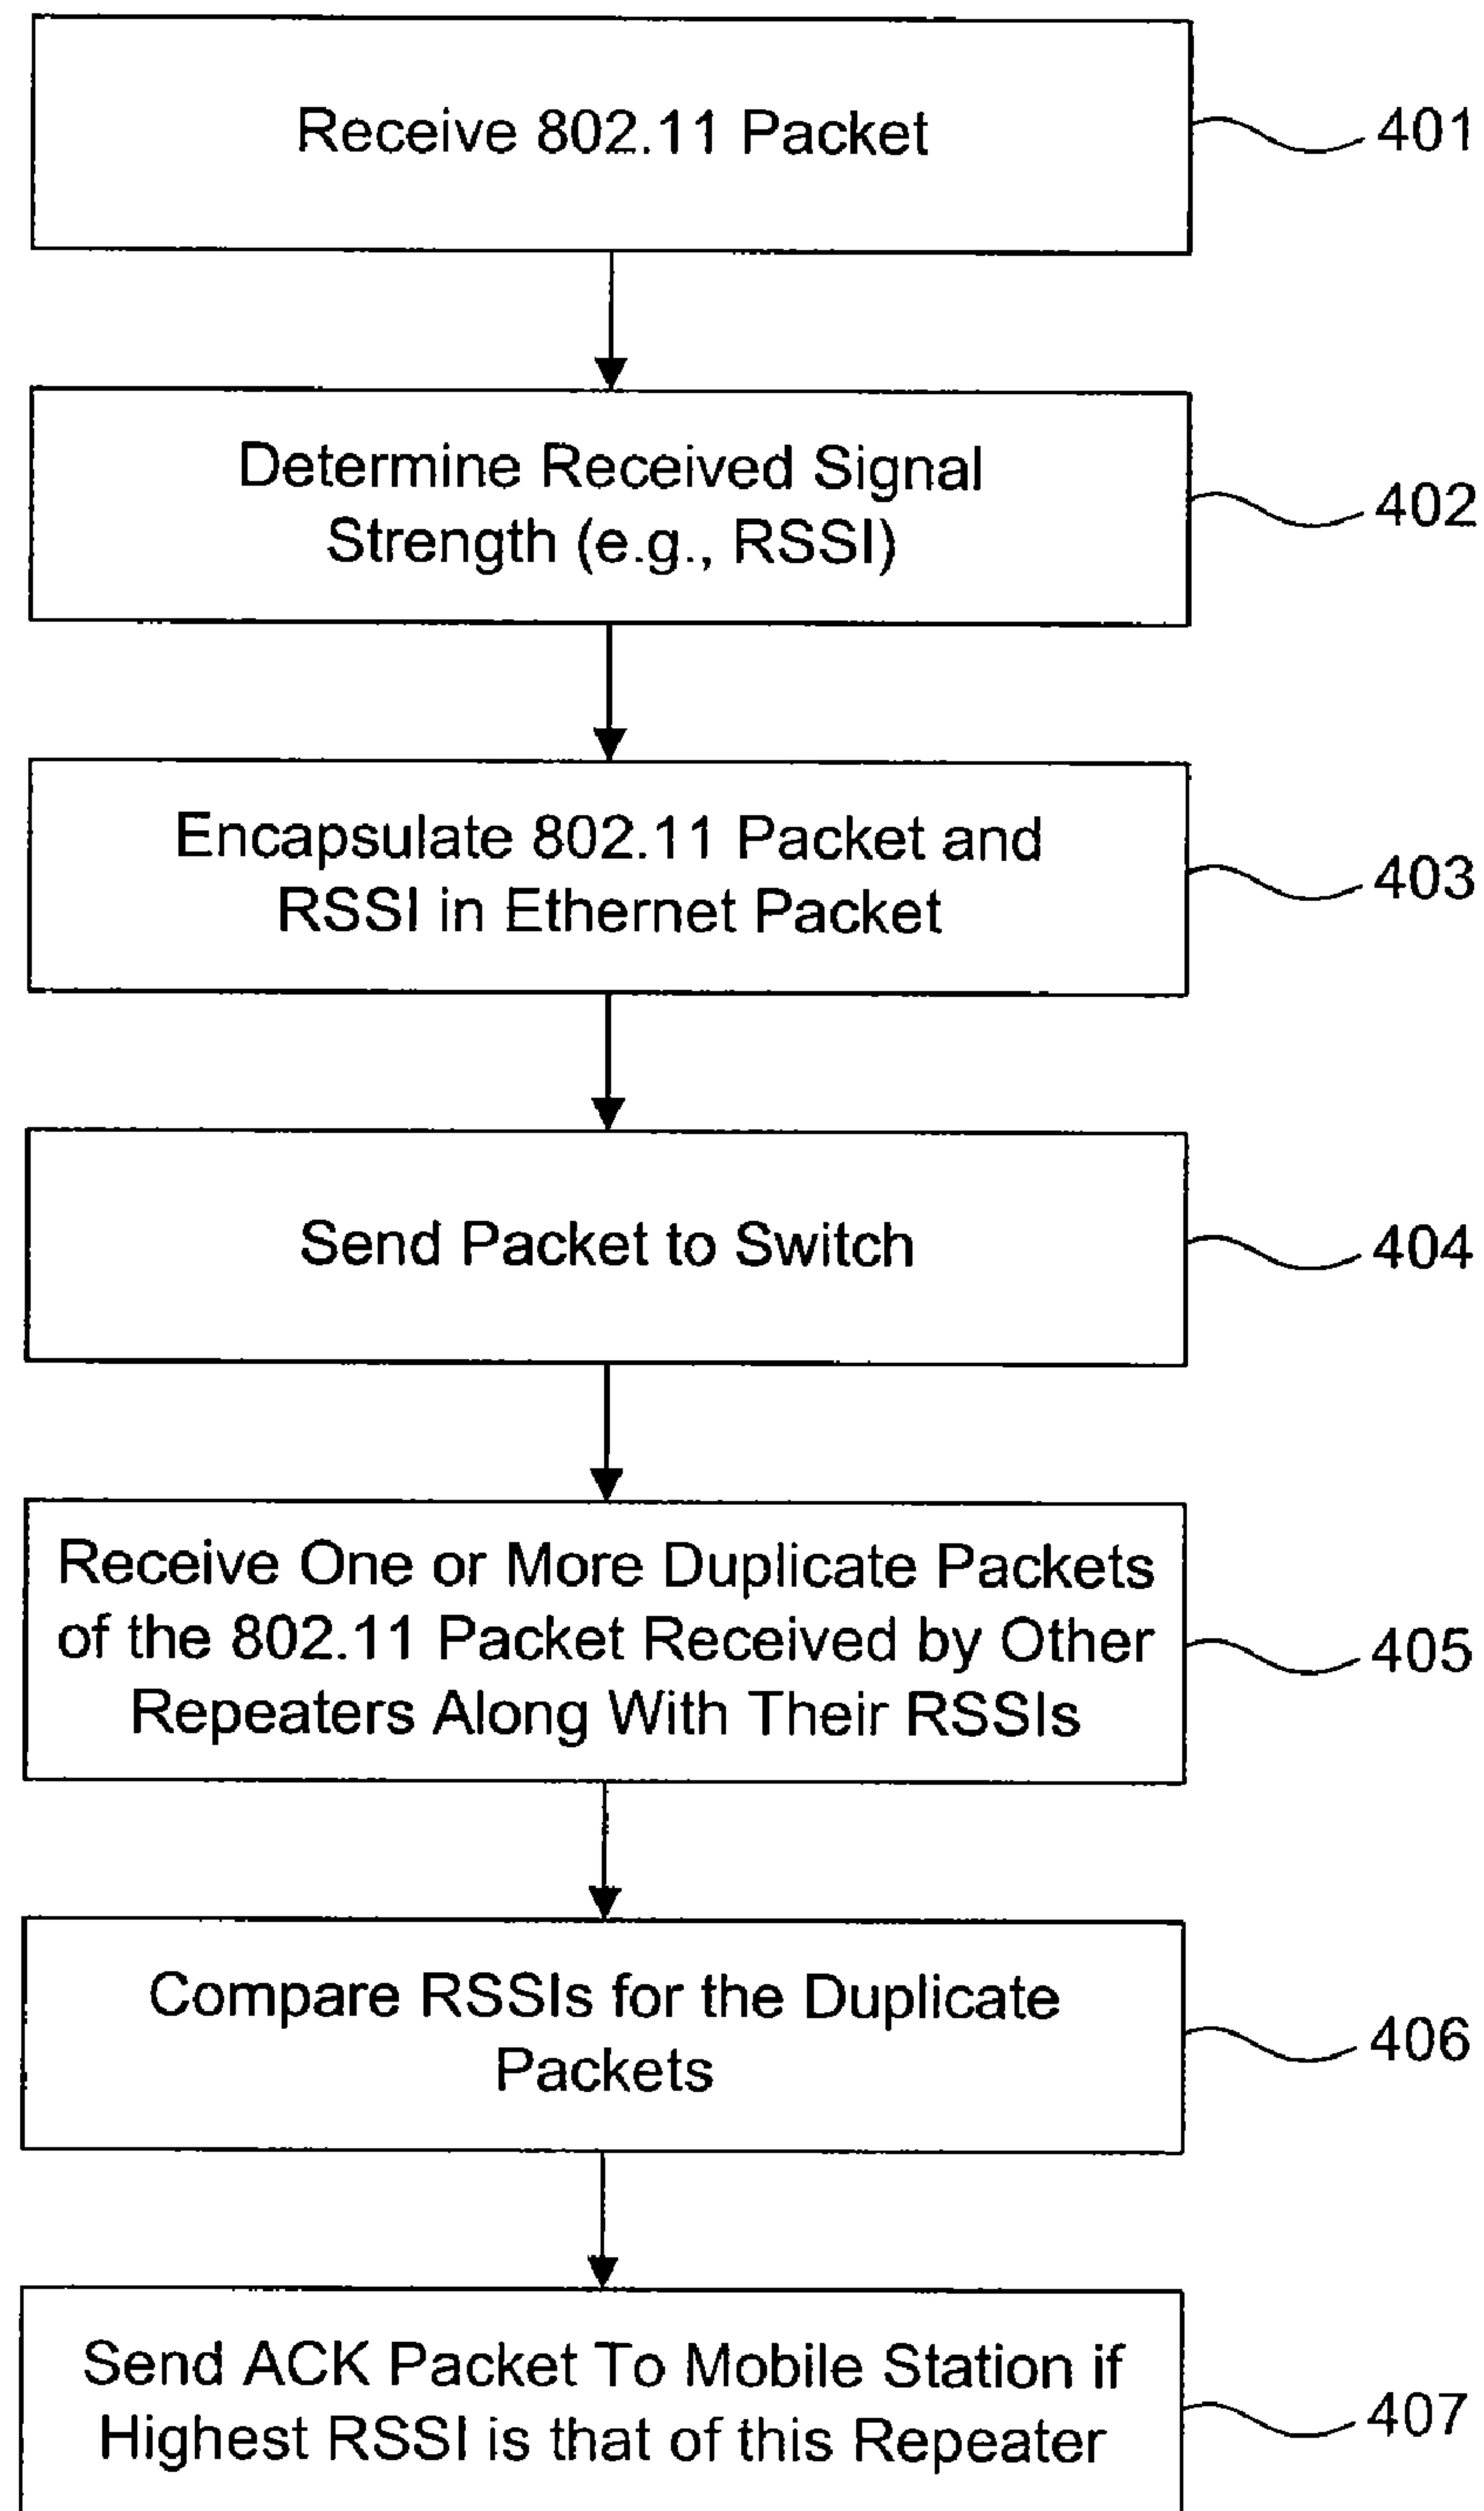 Receive 802.11 Packet
401
Determine Received Signal
Strength (e.g., RSSI)
402
Encapsulate 802.11 Packet and
RSSI in Ethernet Packet
403
Send Packet to Switch
404
Receive One or More Duplicate Packets
of the 802.11 Packet Received by Other
Repeaters Along With Their RSSIs
405
Compare RSSIs for the Duplicate
Packets
406
Send ACK Packet To Mobile Station if
Highest RSSI is that of this Repeater
407